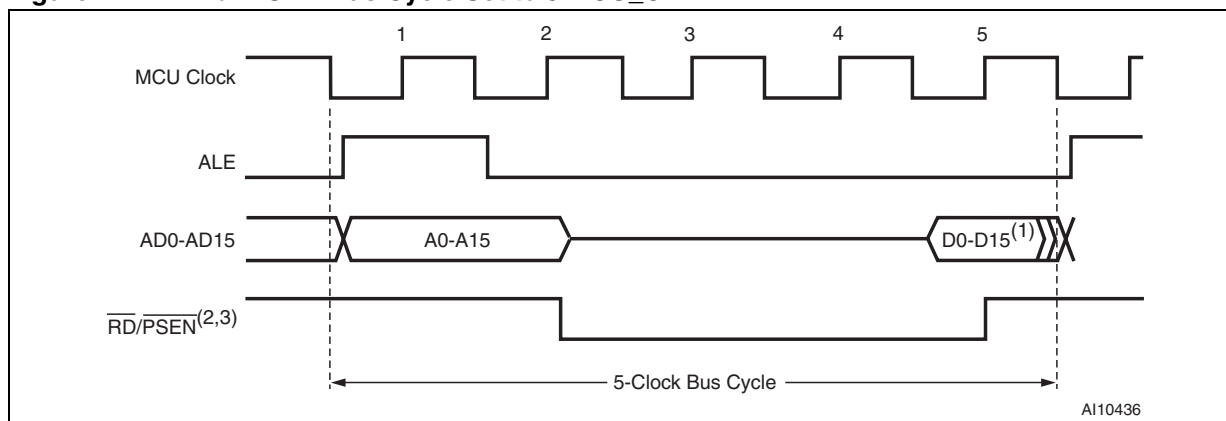 1 2 3 4 5
MCU Clock
ALE
AD0-AD15
A0-A15
D0-D15(1)
RD/PSEN(2,3)
5-Clock Bus Cycle
AI10436